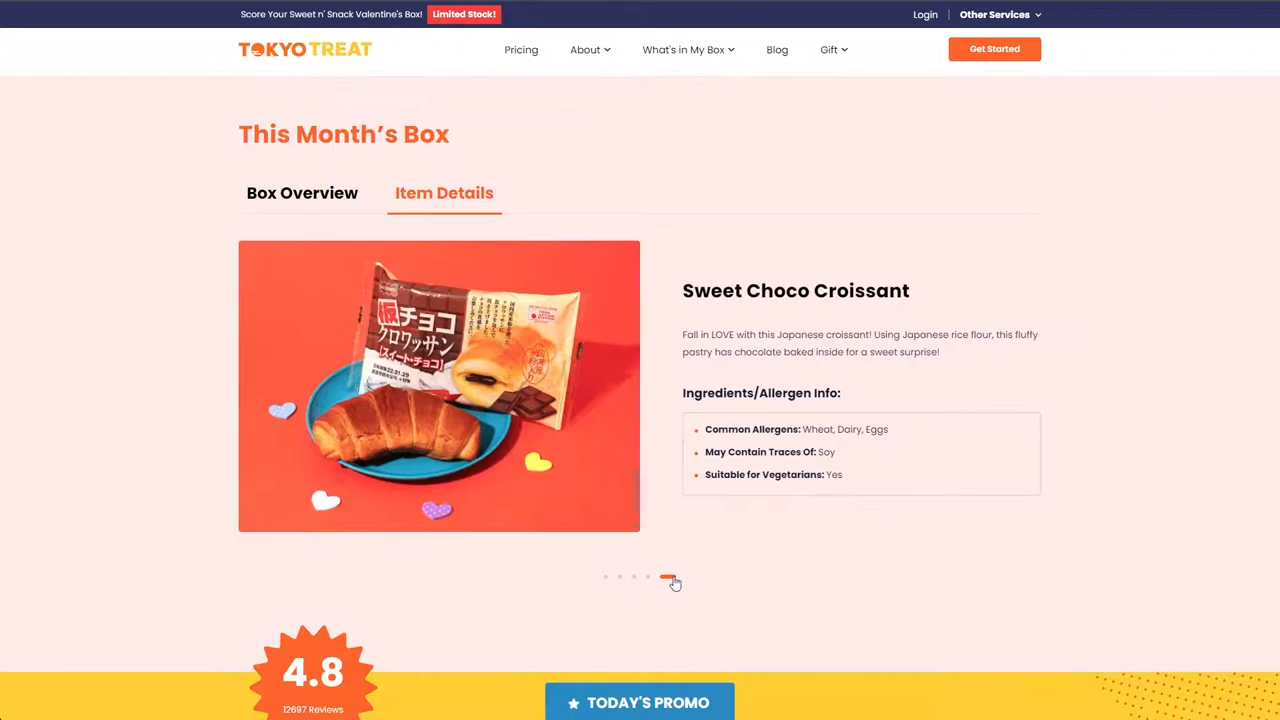 Score Your Sweet n' Snack Valentine's Box! Limited Stock!
Login
Other Services
TOKYO TREAT
Pricing
About
What's in My Box
Blog
Gift
Get Started
This Month's Box
Box Overview
Item Details
板チョコ
クロワッサン
[スイート・チョコ]
Sweet Choco Croissant
Fall in LOVE with this Japanese croissant! Using Japanese rice flour, this fluffy
pastry has chocolate baked inside for a sweet surprise!
Ingredients/Allergen Info:
Common Allergens: Wheat, Dairy, Eggs
May Contain Traces Of: Soy
Suitable for Vegetarians: Yes
4.8
12697 Reviews
TODAY'S PROMO